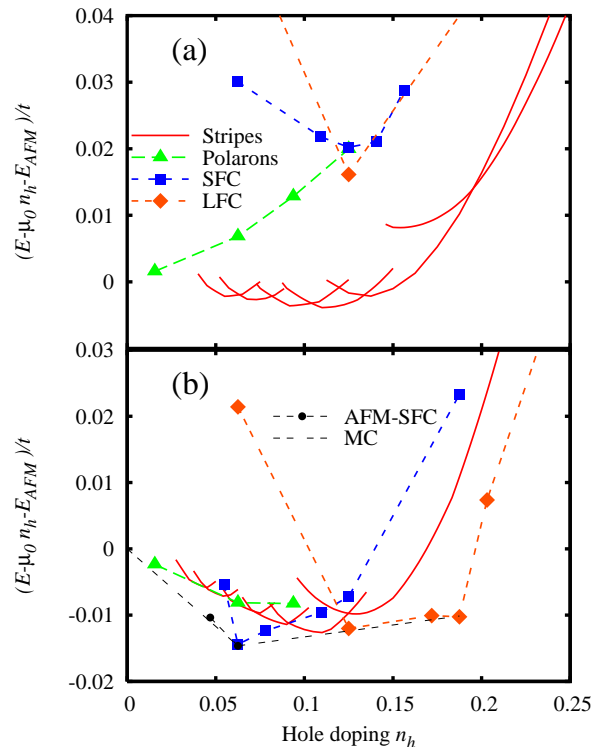 (a)
0.04
0.03
0.02
0.01
0
(E-μ0 nh-EAFM)/t
Stripes
Polarons
SFC
LFC
(b)
0.03
0.02
0.01
0
-0.01
-0.02
(E-μ0 nh-EAFM)/t
AFM-SFC
MC
0 0.05 0.1 0.15 0.2 0.25
Hole doping nh